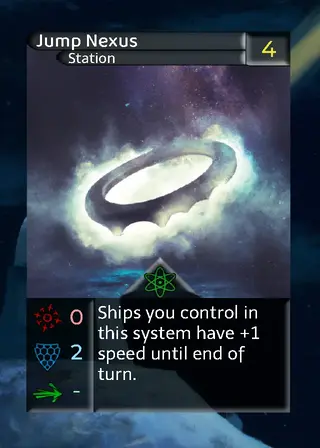 Jump Nexus
4
Station
0
2
-
Ships you control in
this system have +1
speed until end of
turn.